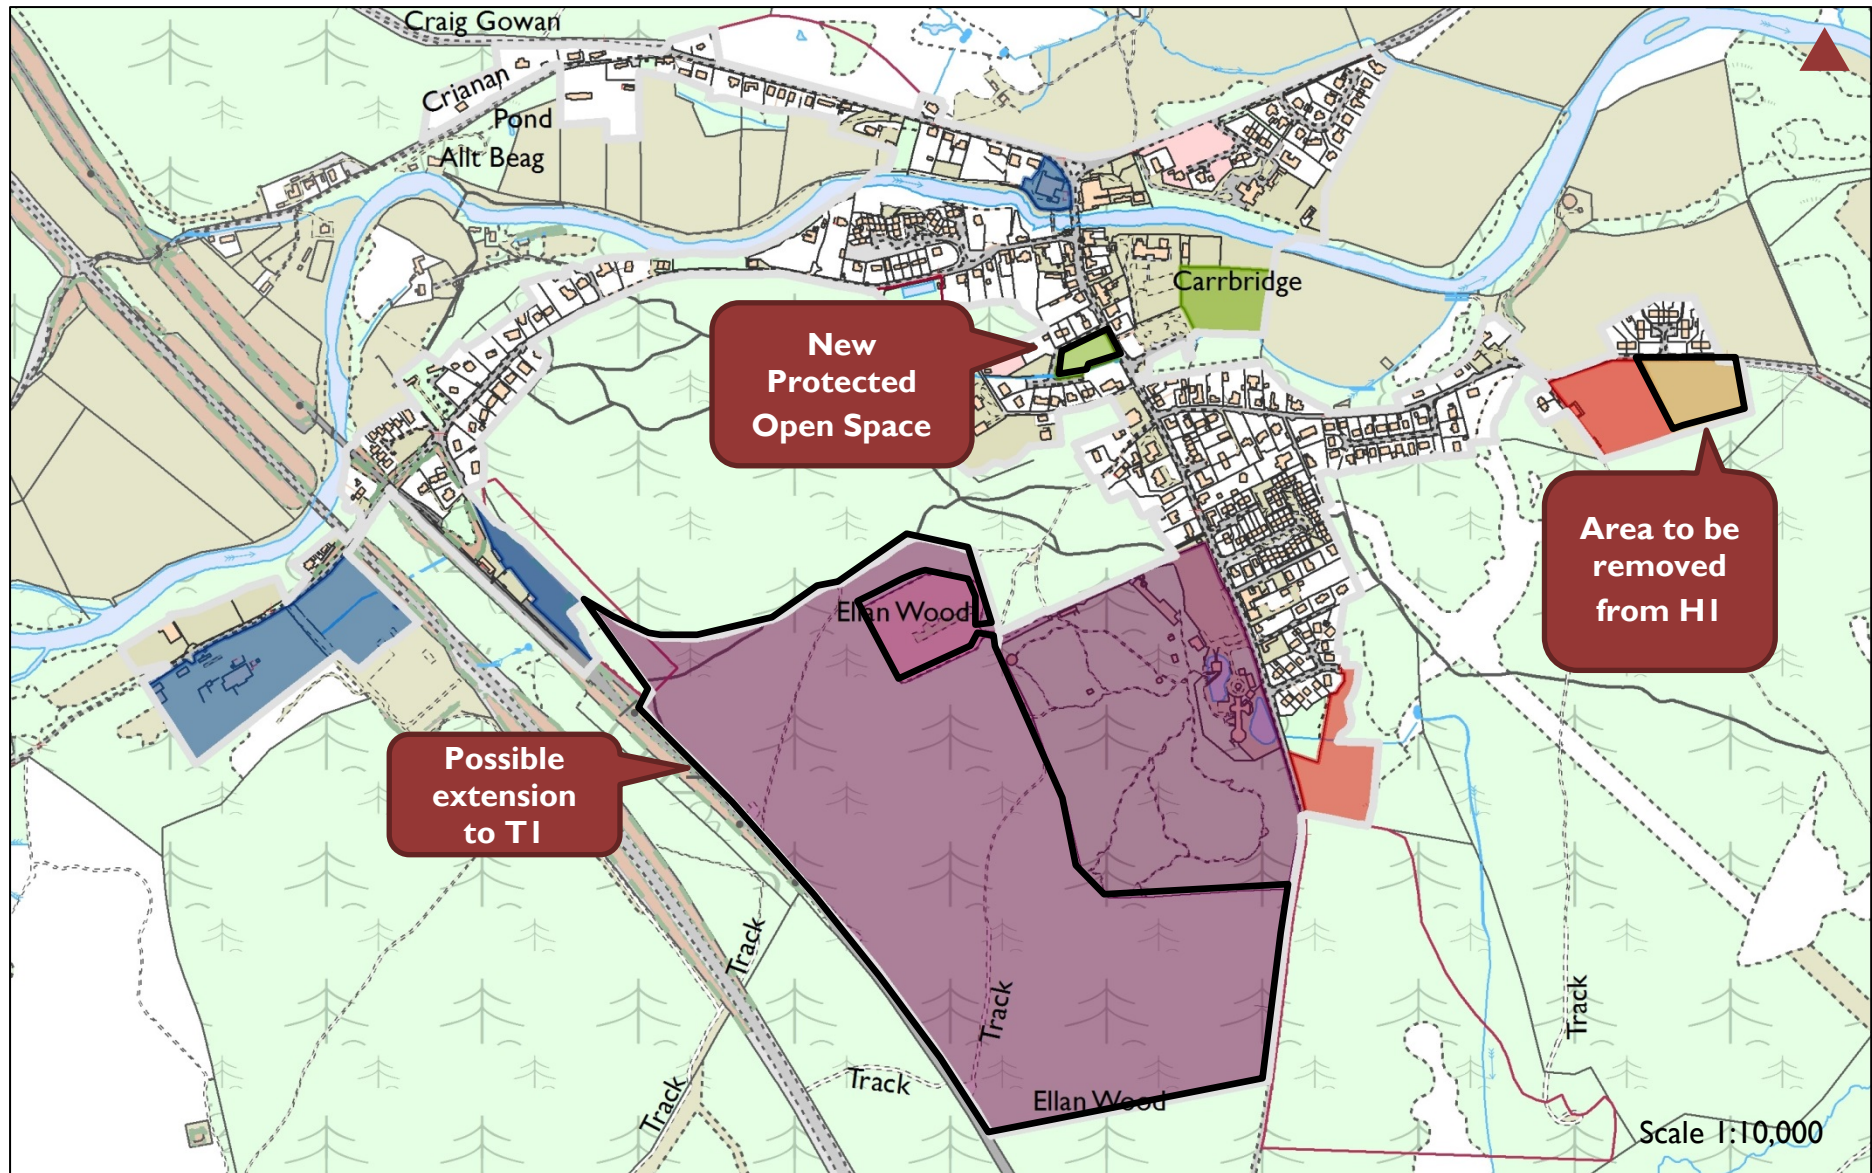 Craig Gowan
Crianan
Pond
Allt Beag
Carrbridge
New
Protected
Open Space
Area to be
removed
from H1
Ellan Wood
Possible
extension
to T1
Track
Track
Track
Track
Track
Ellan Wood
Scale 1:10,000